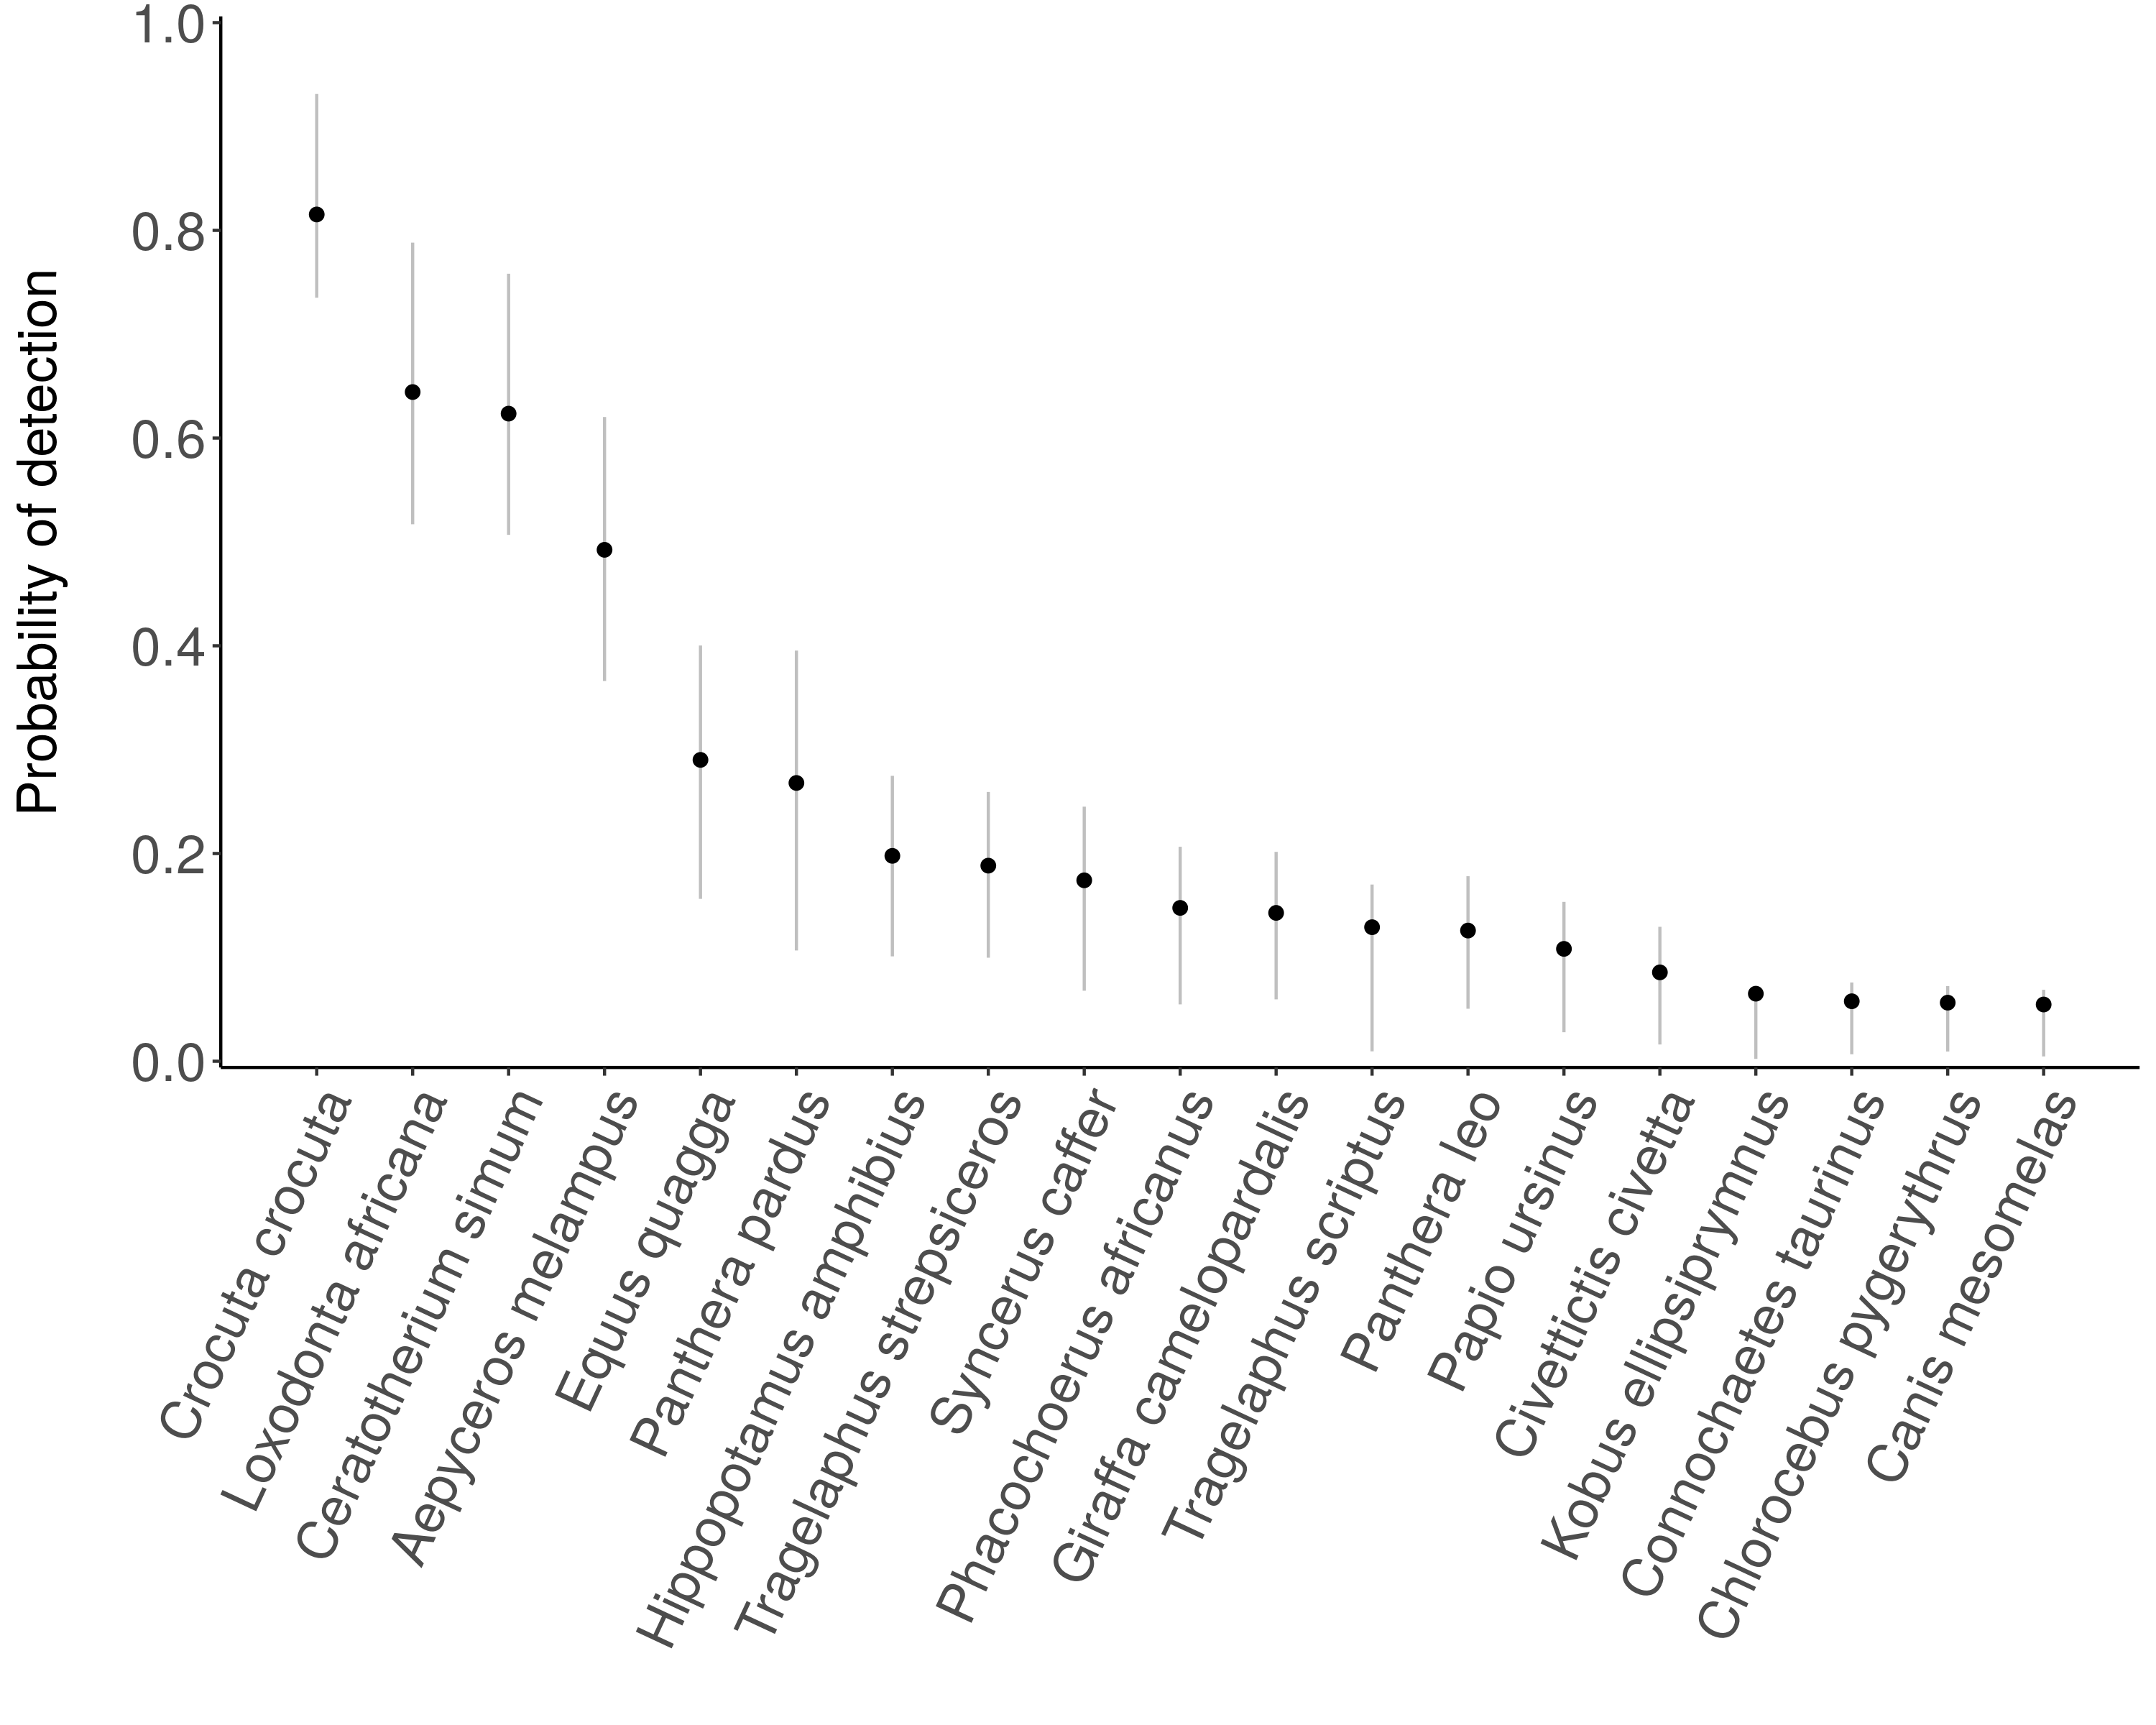 Probability of detection
1.0
0.8
0.6
0.4
0.2
0.0
Crocuta crocuta
Loxodonta africana
Ceratotherium simum
Aepyceros melampus
Equus quagga
Panthera pardus
Hippopotamus amphibius
Tragelaphus strepsiceros
Syncerus caffer
Phacochoerus africanus
Giraffa camelopardalis
Tragelaphus scriptus
Panthera leo
Papio ursinus
Civettictis civetta
Kobus ellipsiprymnus
Connochaetes taurinus
Chlorocebus pygerythrus
Canis mesomelas